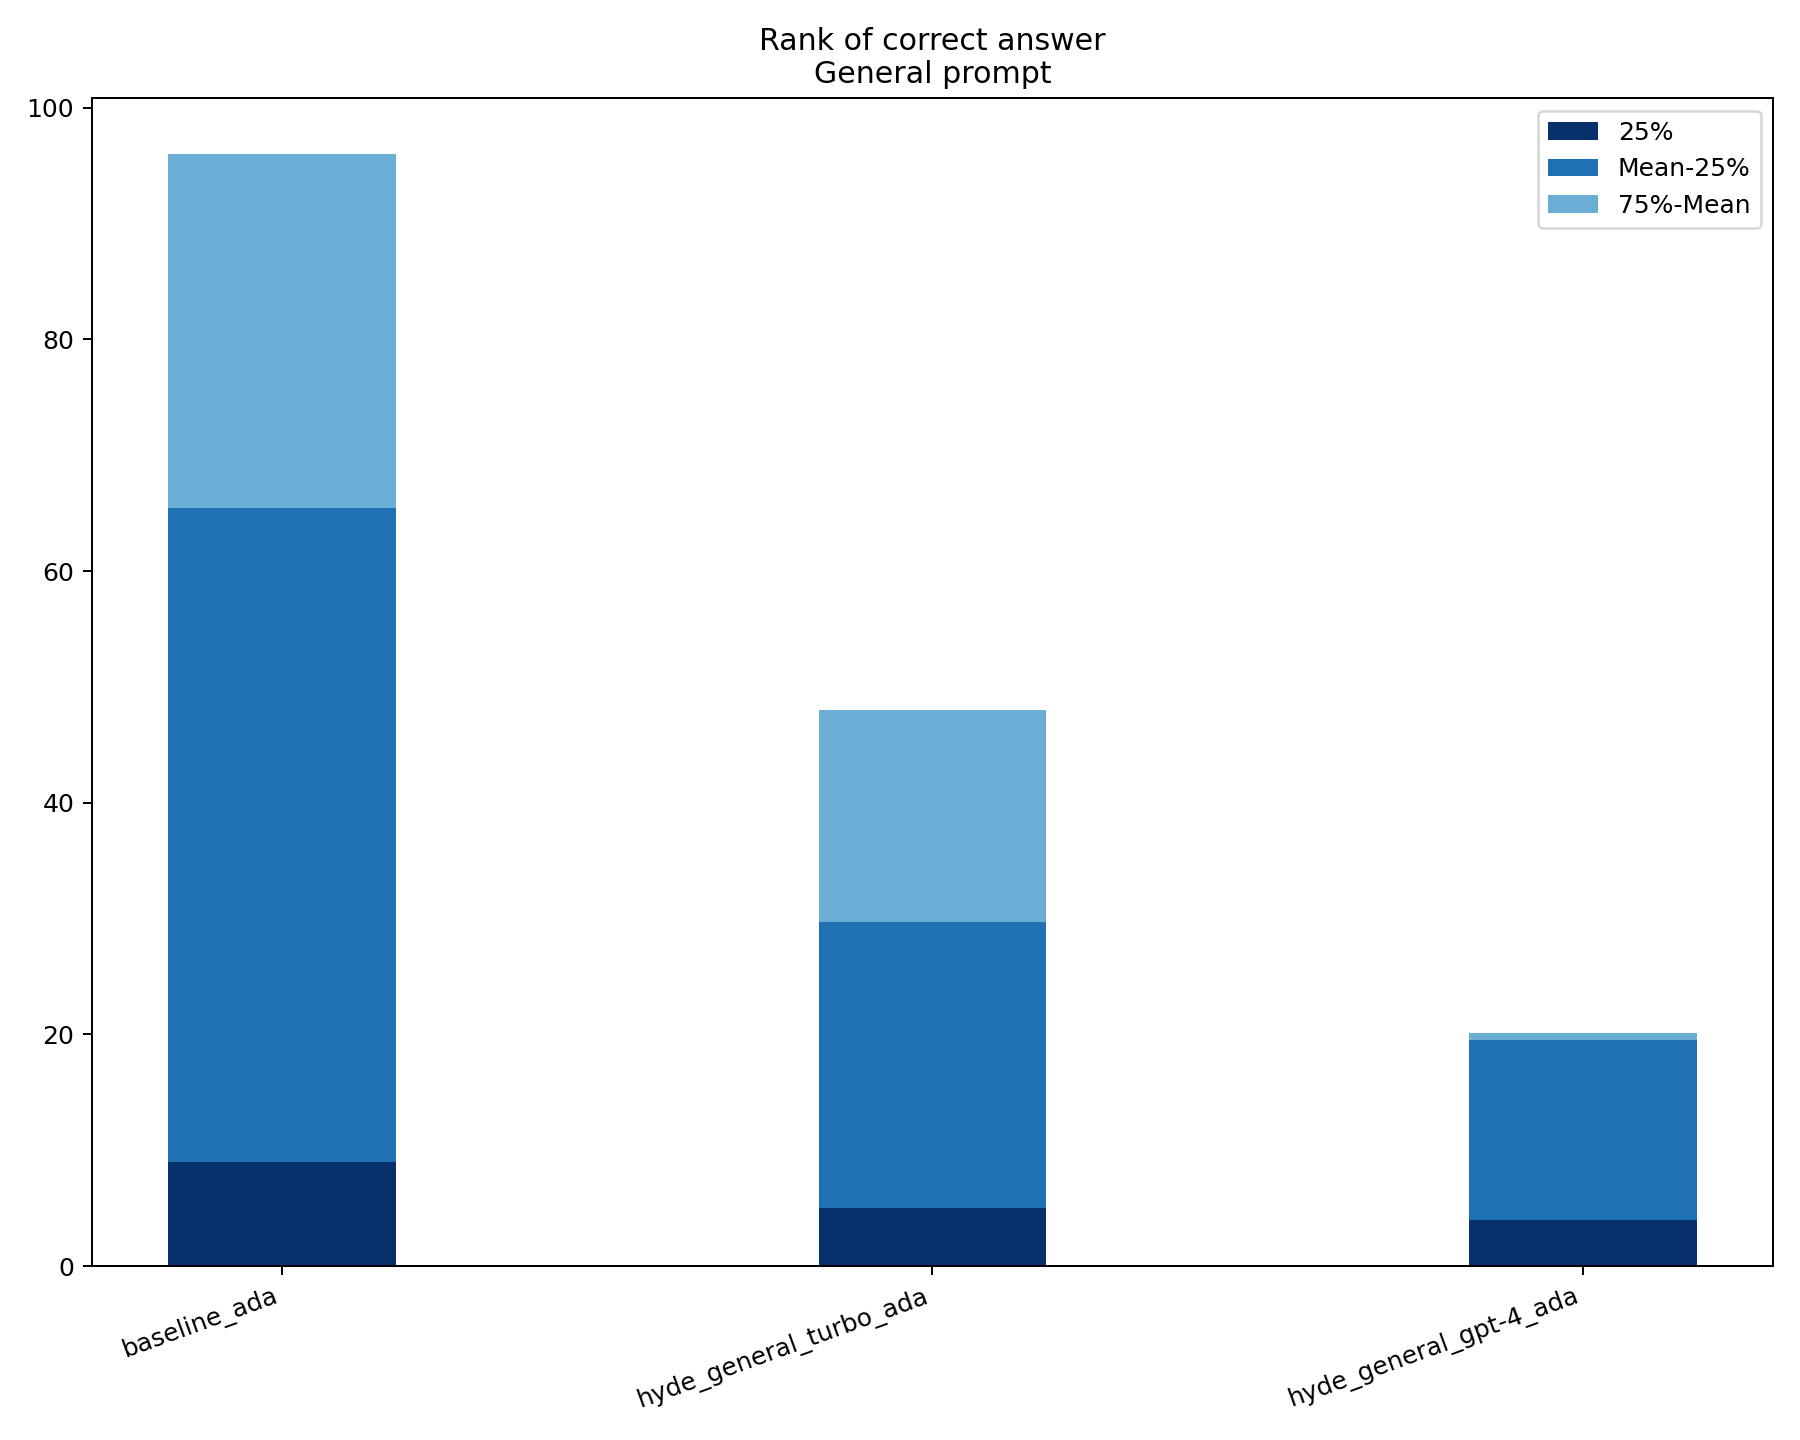 Rank of correct answer
General prompt
100
80
60
40
20
0
25%
Mean-25%
75%-Mean
baseline_ada
hyde_general_turbo_ada
hyde_general_gpt-4_ada